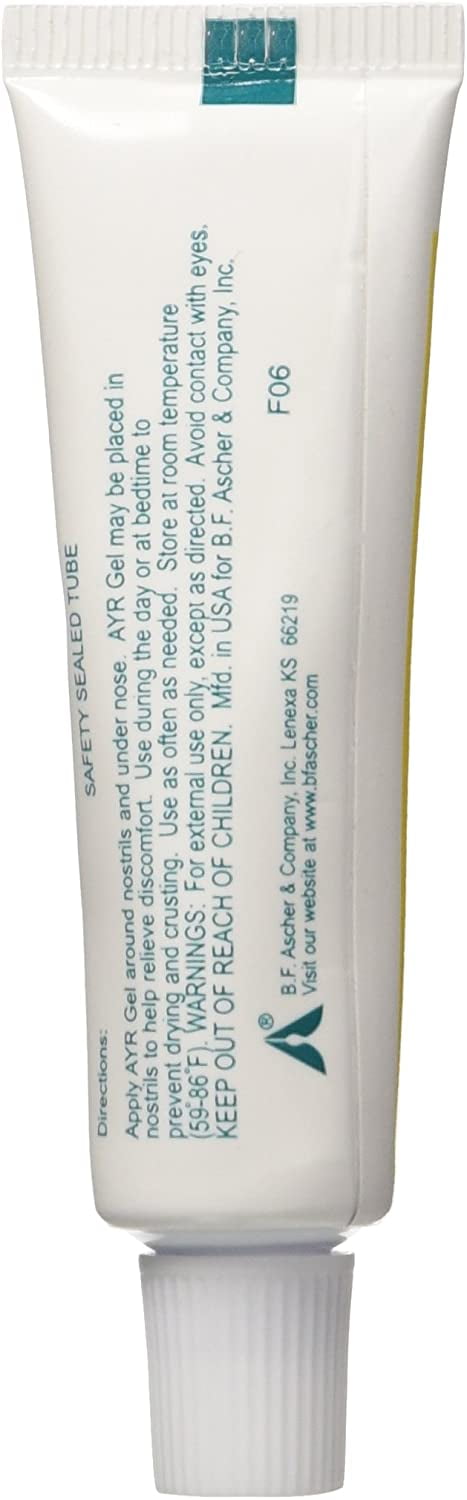 SAFETY SEALED TUBE
Directions:
Apply AYR Gel around nostrils and under nose. AYR Gel may be placed in
nostrils to help relieve discomfort. Use during the day or at bedtime to
prevent drying and crusting. Use as often as needed. Store at room temperature
(59-86°F). WARNINGS: For external use only, except as directed. Avoid contact with eyes.
KEEP OUT OF REACH OF CHILDREN. Mfd. in USA for B.F. Ascher & Company, Inc.
F06
®
B.F. Ascher & Company, Inc. Lenexa KS 66219
Visit our website at www.bfascher.com